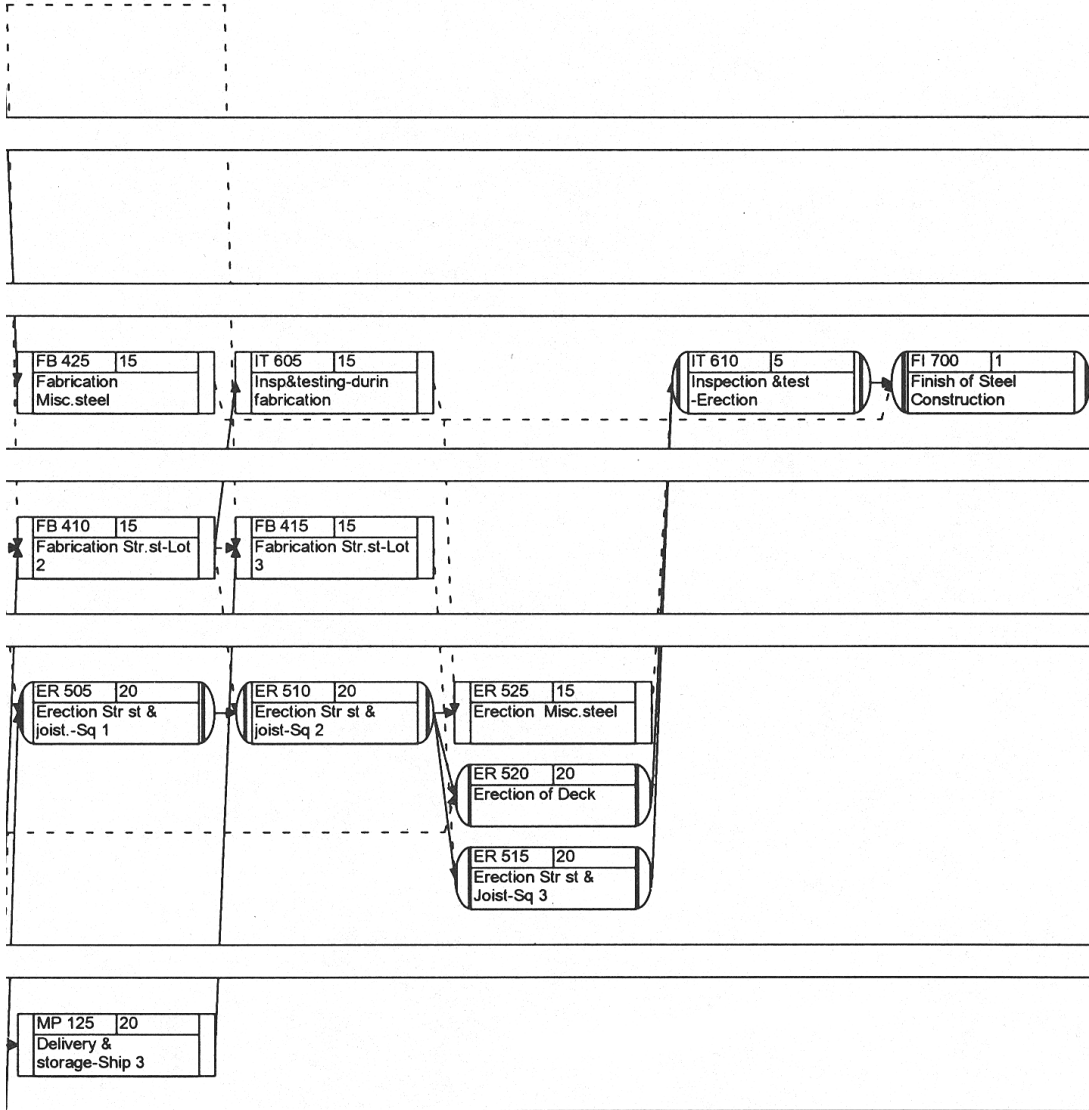 FB 425 15
Fabrication
Misc.steel
IT 605 15
Insp&testing-durin
fabrication
IT 610 5
Inspection &test
-Erection
FI 700 1
Finish of Steel
Construction
FB 410 15
Fabrication Str.st-Lot
2
FB 415 15
Fabrication Str.st-Lot
3
ER 505 20
Erection Str st &
joist.-Sq 1
ER 510 20
Erection Str st &
joist-Sq 2
ER 525 15
Erection Misc.steel
ER 520 20
Erection of Deck
ER 515 20
Erection Str st &
Joist-Sq 3
MP 125 20
Delivery &
storage-Ship 3